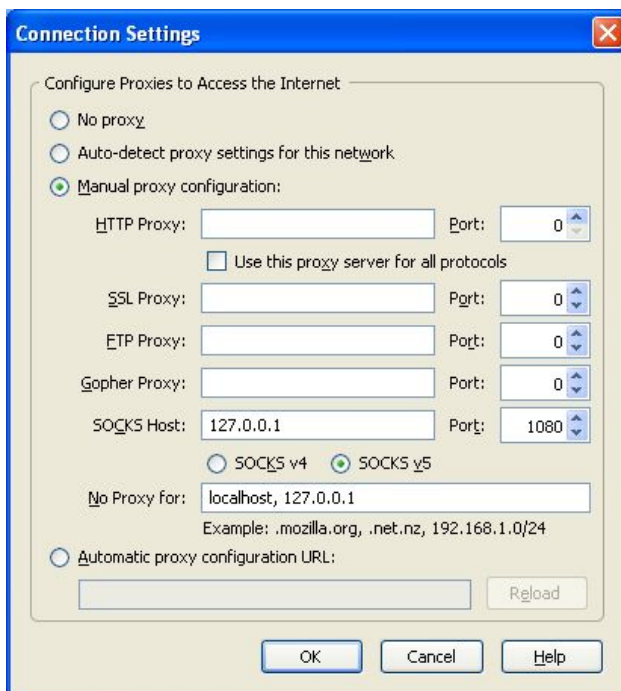 Connection Settings
Configure Proxies to Access the Internet
No proxy
Auto-detect proxy settings for this network
Manual proxy configuration:
HTTP Proxy: Port: 0
Use this proxy server for all protocols
SSL Proxy: Port: 0
FTP Proxy: Port: 0
Gopher Proxy: Port: 0
SOCKS Host: 127.0.0.1 Port: 1080
SOCKS v4 SOCKS v5
No Proxy for: localhost, 127.0.0.1
Example: .mozilla.org, .net.nz, 192.168.1.0/24
Automatic proxy configuration URL:
Reload
OK Cancel Help